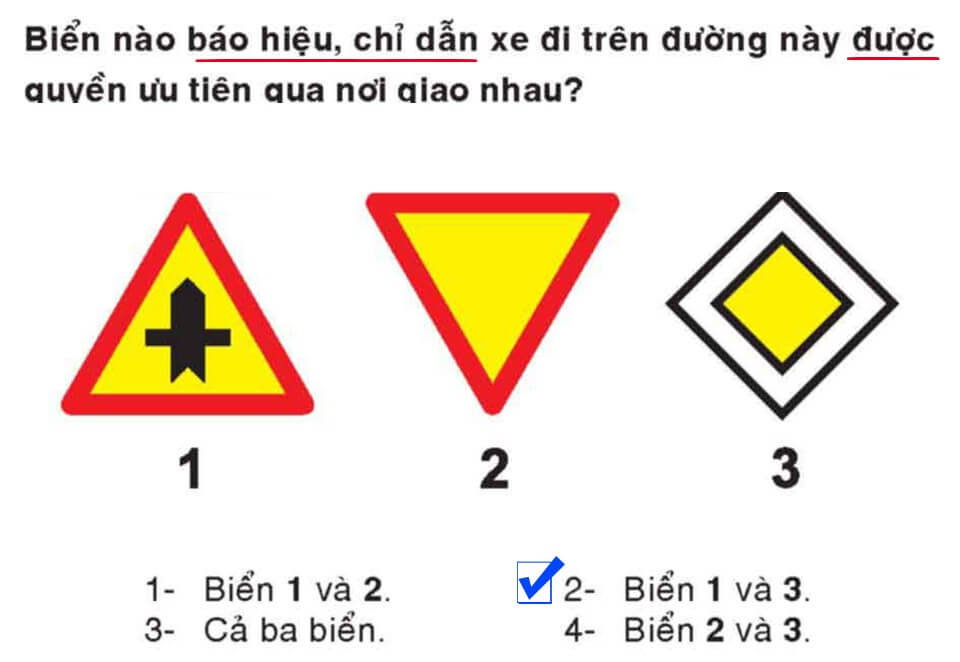 Biển nào báo hiệu, chỉ dẫn xe đi trên đường này được
quyền ưu tiên qua nơi giao nhau?
1 2 3
1- Biển 1 và 2. 2- Biển 1 và 3.
3- Cả ba biển. 4- Biển 2 và 3.